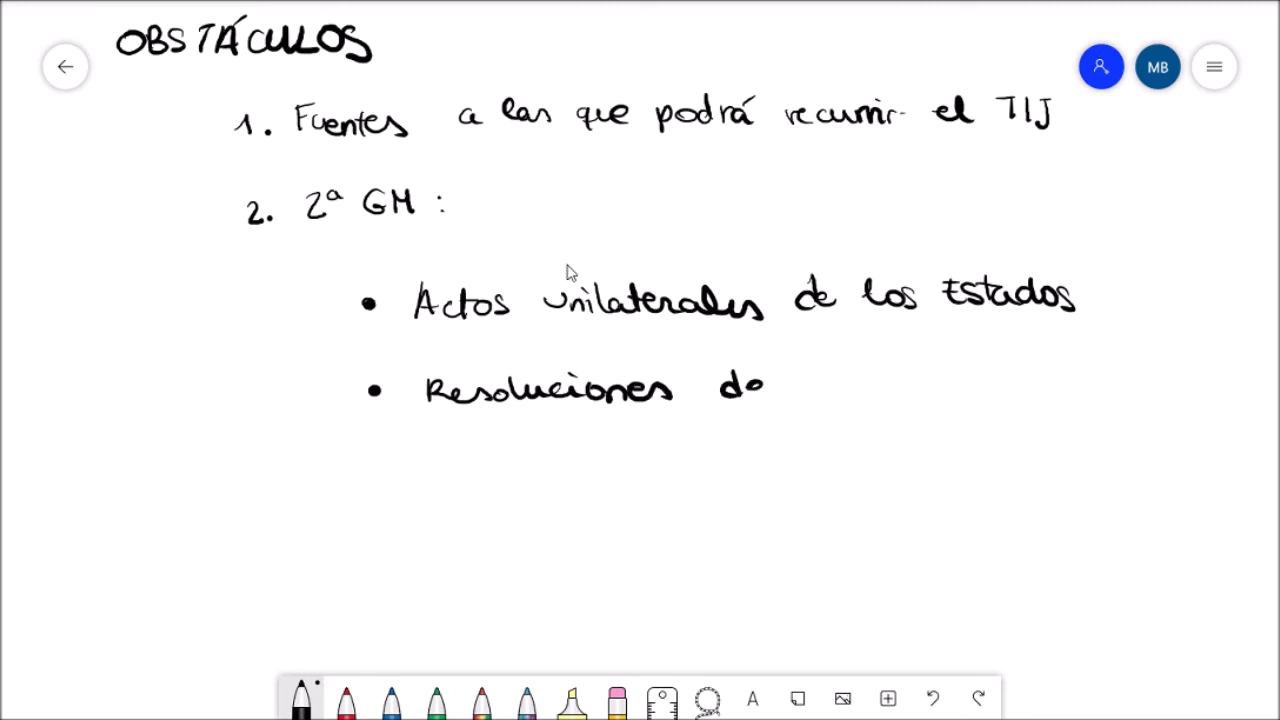 OBSTÁCULOS
MB
1. Fuentes a las que podrá recurrir el TIJ
2. 2ª GM :
• Actos unilaterales de los Estados
• Resoluciones de
A